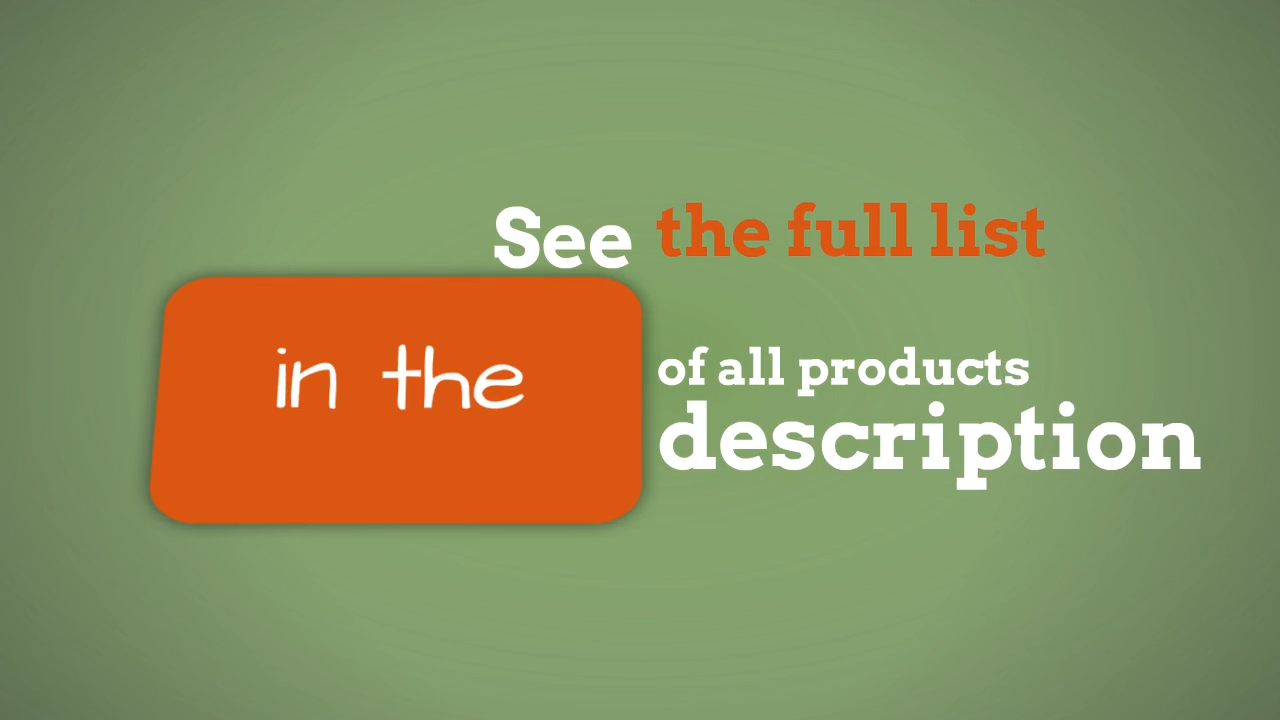 See the full list
of all products
in the description